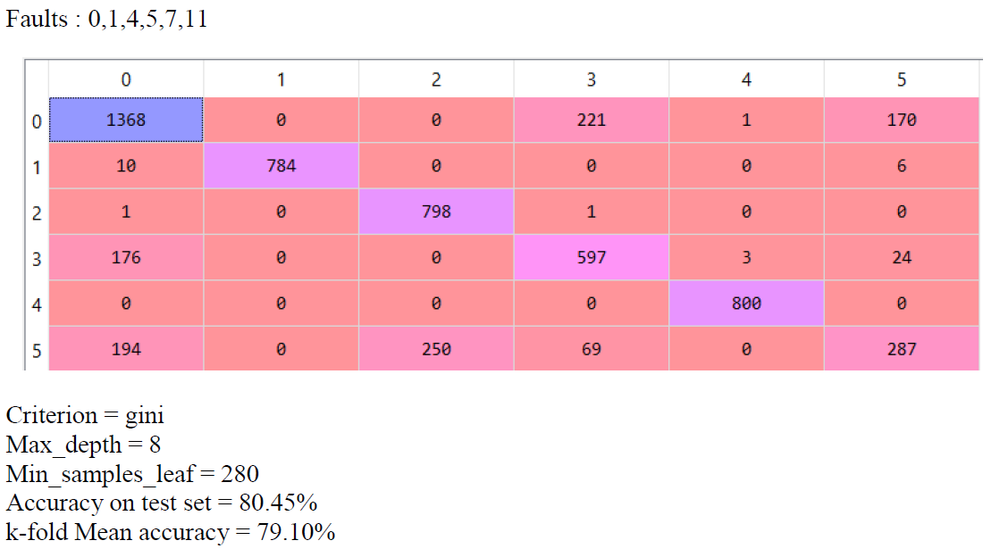 Faults : 0,1,4,5,7,11
0 1 2 3 4 5
0 1368 0 0 221 1 170
1 10 784 0 0 0 6
2 1 0 798 1 0 0
3 176 0 0 597 3 24
4 0 0 0 0 800 0
5 194 0 250 69 0 287
Criterion = gini
Max_depth = 8
Min_samples_leaf = 280
Accuracy on test set = 80.45%
k-fold Mean accuracy = 79.10%